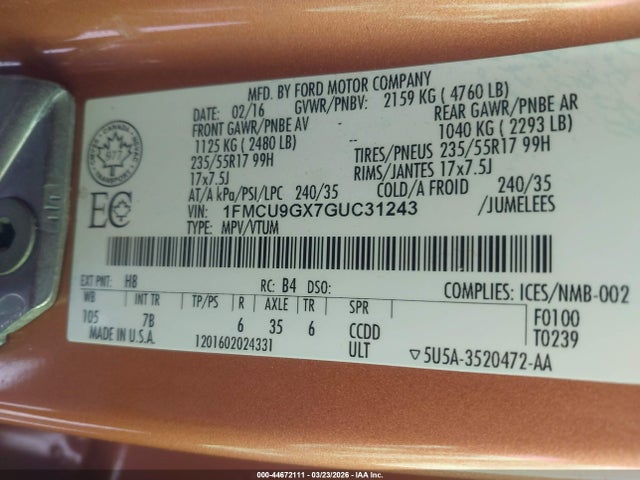 MFD. BY FORD MOTOR COMPANY
DATE: 02/16 GVWR/PNBV: 2159 KG ( 4760 LB)
FRONT GAWR/PNBE AV -- REAR GAWR/PNBE AR
1125 KG ( 2480 LB) 1040 KG ( 2293 LB)
235/55R17 99H -- TIRES/PNEUS 235/55R17 99H
17x7.5J RIMS/JANTES 17x7.5J
AT/A kPa/PSI/LPC 240/35 COLD/A FROID 240/35
VIN: 1FMCU9GX7GUC31243 /JUMELEES
TYPE: MPV/VTUM
CANADA
977
EC
EXT PNT: H8 RC: B4 DSO: COMPLIES: ICES/NMB-002
WB INT TR TP/PS R AXLE TR SPR F0100
105 7B 6 35 6 CCDD T0239
MADE IN U.S.A. 1201602024331 ULT ▽5U5A-3520472-AA
000-44672111 - 03/23/2026 - IAA Inc.